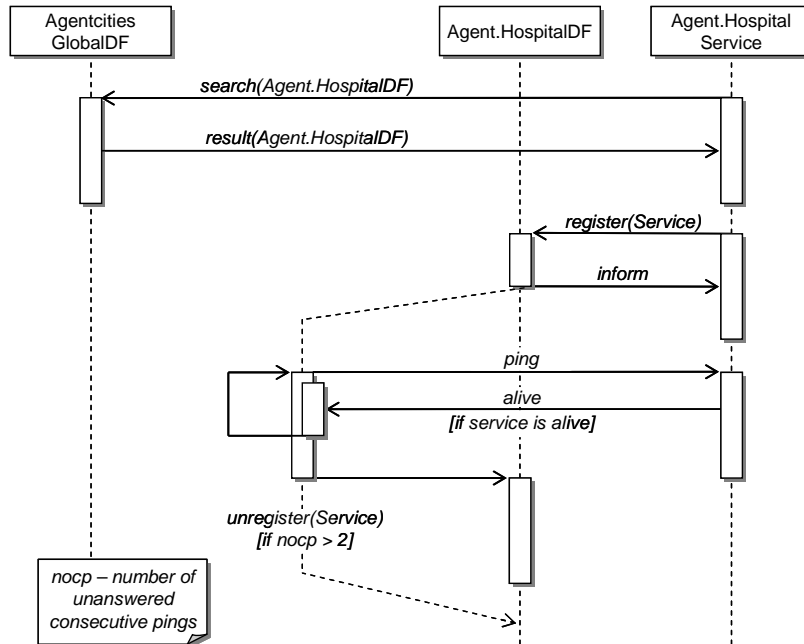 Agentcities
GlobalDF
Agent.HospitalDF
Agent.Hospital
Service
search(Agent.HospitalDF)
result(Agent.HospitalDF)
register(Service)
inform
ping
alive
[if service is alive]
unregister(Service)
[if nocp > 2]
nocp – number of
unanswered
consecutive pings